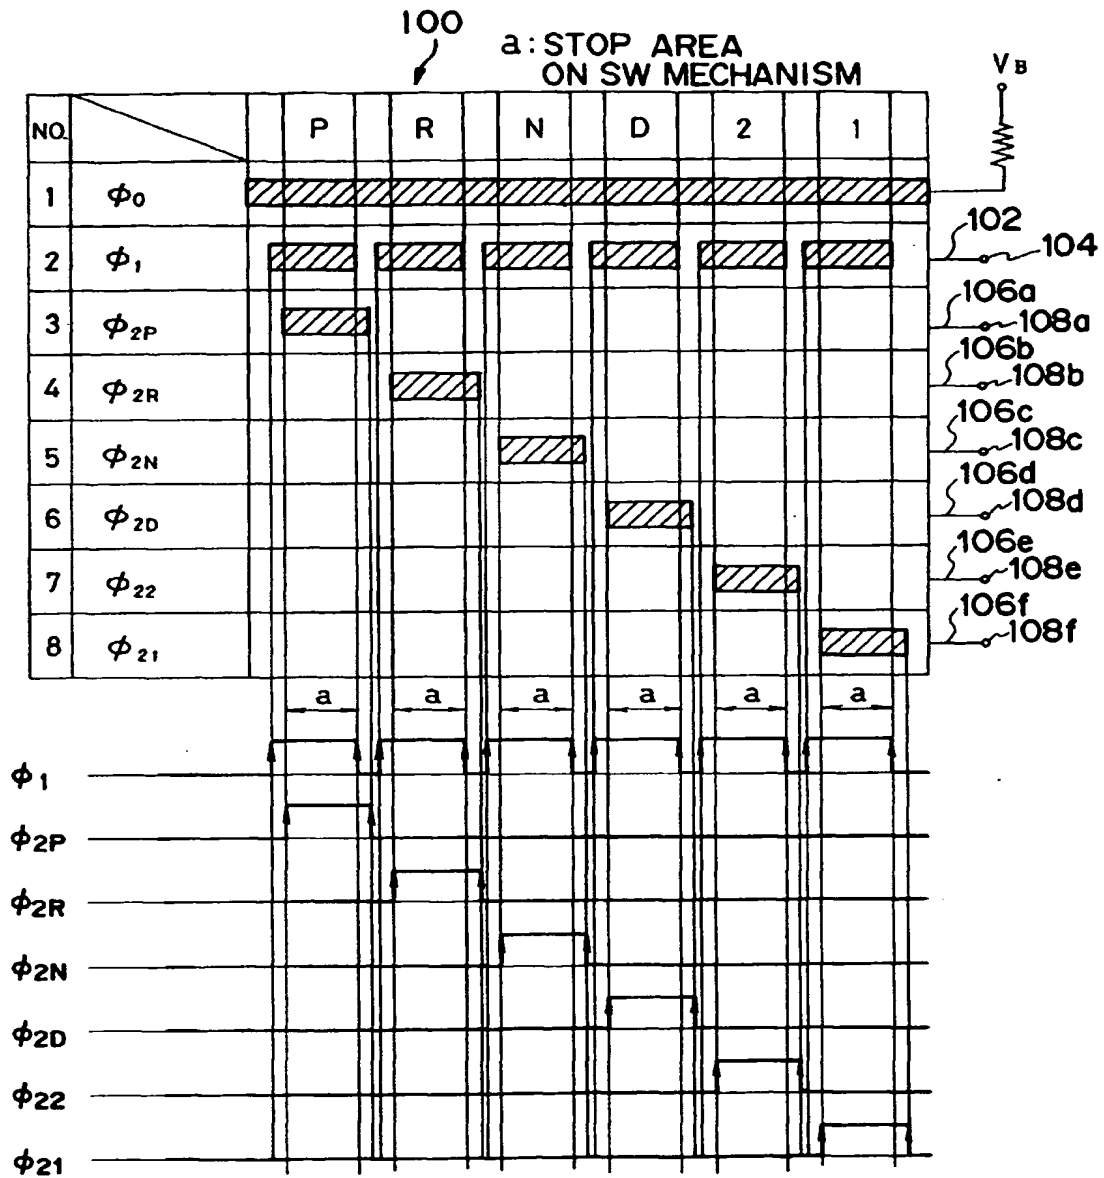 100
a: STOP AREA
ON SW MECHANISM
VB
NO. P R N D 2 1
1 ϕ0
2 ϕ1 102 104
3 ϕ2P 106a 108a
4 ϕ2R 106b 108b
5 ϕ2N 106c 108c
6 ϕ2D 106d 108d
7 ϕ22 106e 108e
8 ϕ21 106f 108f
a a a a a a
ϕ1
ϕ2P
ϕ2R
ϕ2N
ϕ2D
ϕ22
ϕ21